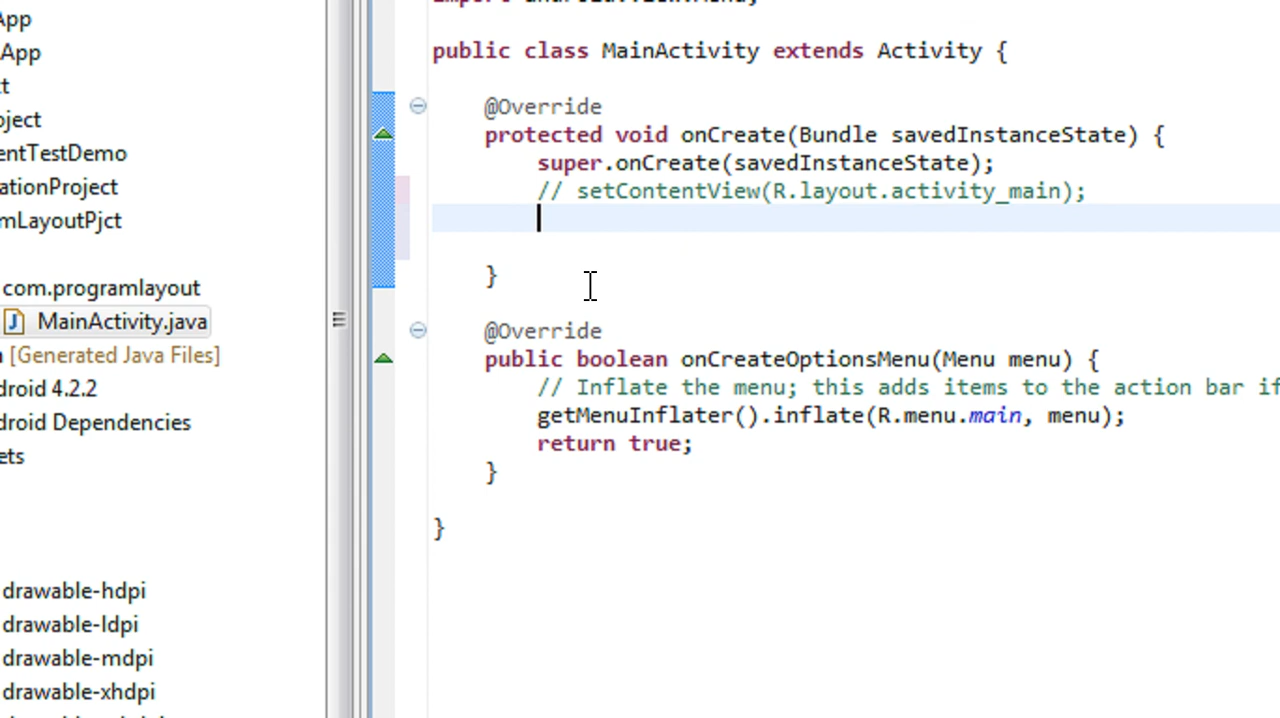 App
App
ct
oject
entTestDemo
ationProject
mLayoutPjct
com.programlayout
MainActivity.java
[Generated Java Files]
droid 4.2.2
droid Dependencies
ets
drawable-hdpi
drawable-ldpi
drawable-mdpi
drawable-xhdpi
public class MainActivity extends Activity {
@Override
protected void onCreate(Bundle savedInstanceState) {
super.onCreate(savedInstanceState);
// setContentView(R.layout.activity_main);
}
@Override
public boolean onCreateOptionsMenu(Menu menu) {
// Inflate the menu; this adds items to the action bar if
getMenuInflater().inflate(R.menu.main, menu);
return true;
}
}